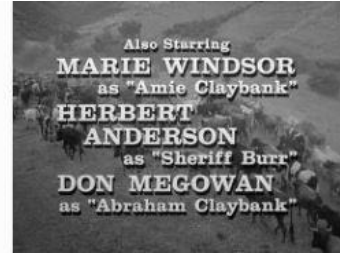 Also Starring
MARIE WINDSOR
as "Amie Claybank"
HERBERT
ANDERSON
as "Sheriff Burr"
DON MEGOWAN
as "Abraham Claybank"